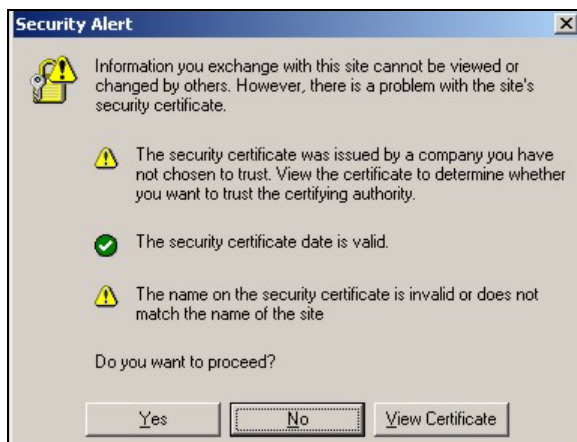 Security Alert
Information you exchange with this site cannot be viewed or
changed by others. However, there is a problem with the site's
security certificate.
The security certificate was issued by a company you have
not chosen to trust. View the certificate to determine whether
you want to trust the certifying authority.
The security certificate date is valid.
The name on the security certificate is invalid or does not
match the name of the site
Do you want to proceed?
Yes No View Certificate